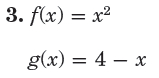 3. f(x) = x²
g(x) = 4 − x